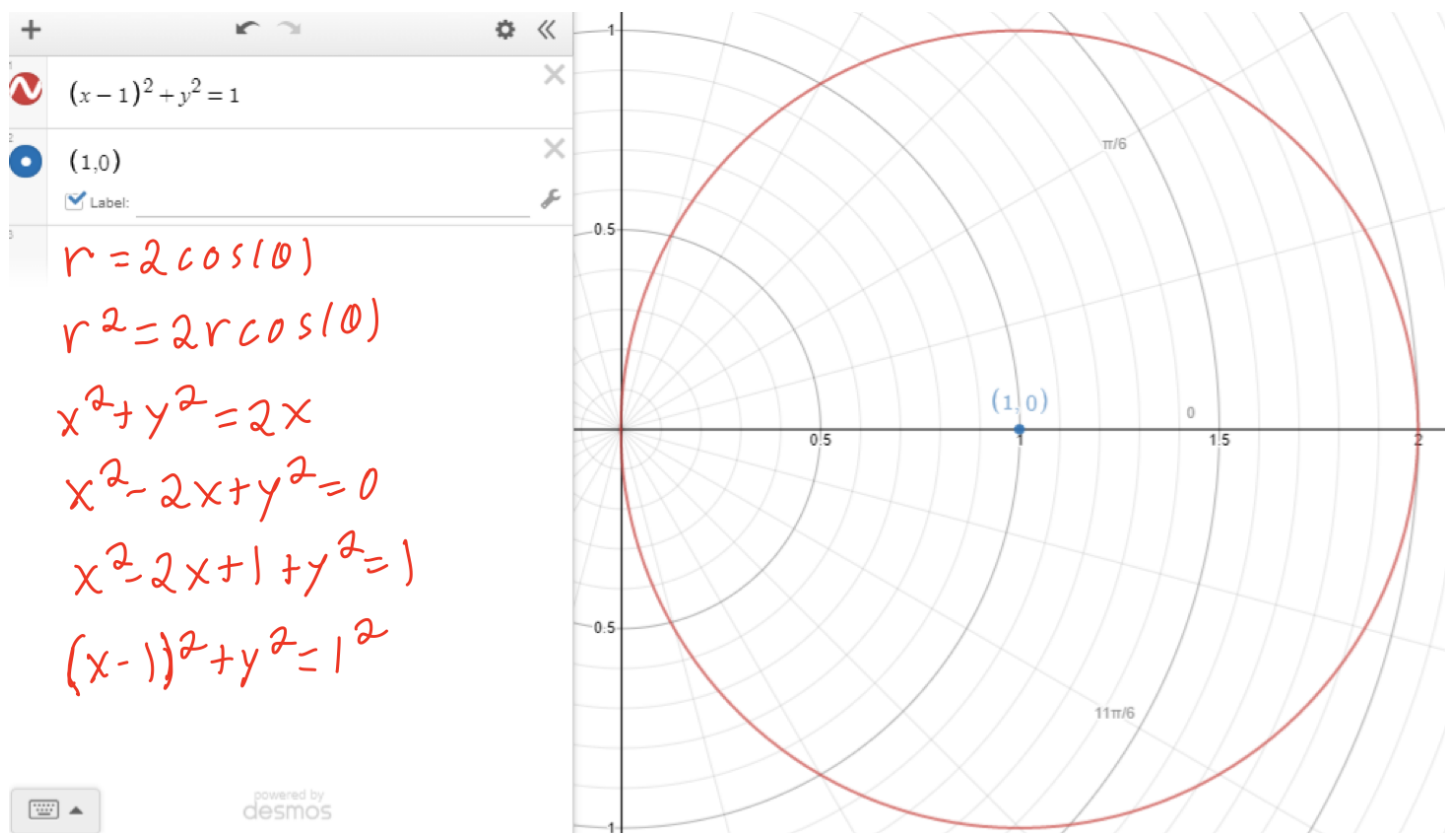 (x − 1)² + y² = 1
(1,0)
Label:
r = 2cos(θ)
r² = 2rcos(θ)
x² + y² = 2x
x² - 2x + y² = 0
x² - 2x + 1 + y² = 1
(x - 1)² + y² = 1²
powered by
desmos
1
π/6
0.5
(1, 0)
0
0.5
1
1.5
2
0.5
11π/6
1